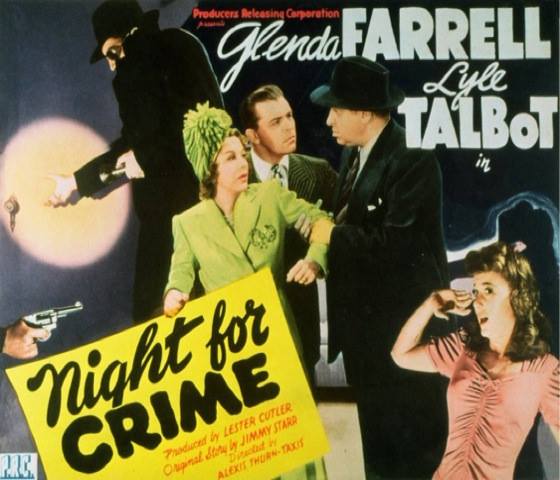 Producers Releasing Corporation
presents
Glenda FARRELL
Lyle
TALBOT
in
Night for
CRIME
Produced by LESTER CUTLER
Original Story by JIMMY STARR
Directed by
ALEXIS THURN-TAXIS
P.R.C.